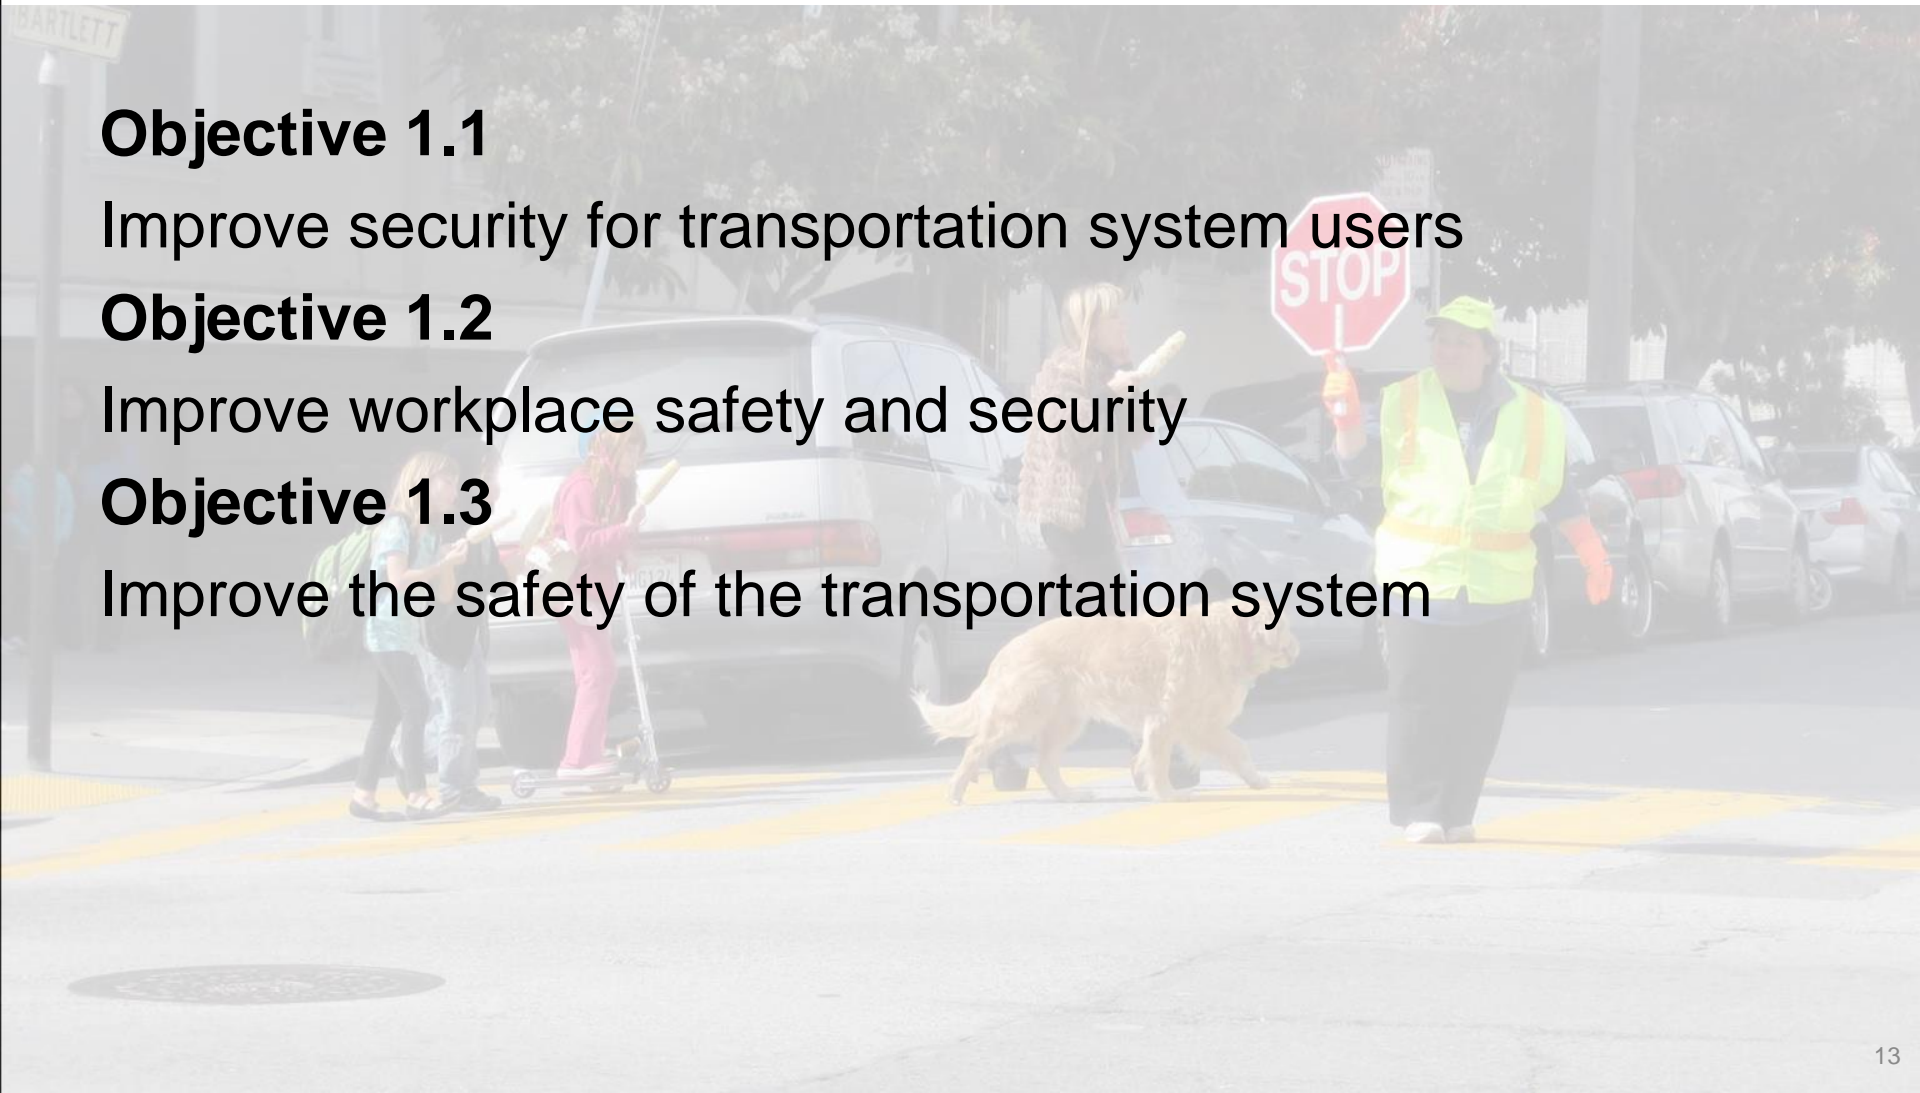 BARTLETT
Objective 1.1
Improve security for transportation system users
STOP
Objective 1.2
Improve workplace safety and security
Objective 1.3
Improve the safety of the transportation system
13